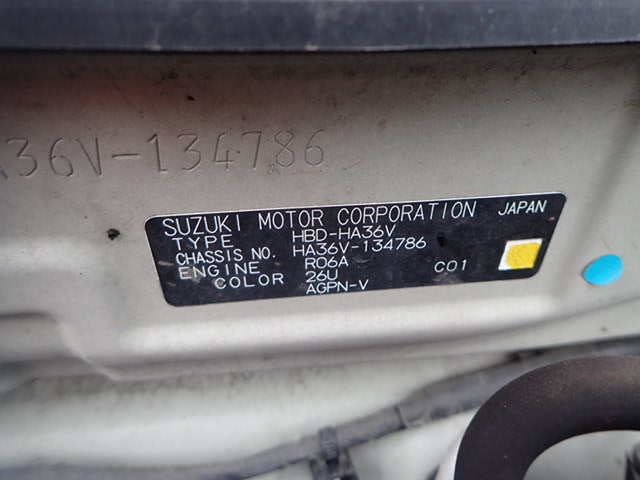 A36V-134786
SUZUKI MOTOR CORPORATION JAPAN
TYPE HBD-HA36V
CHASSIS NO. HA36V-134786
ENGINE R06A C01
COLOR 26U
AGPN-V